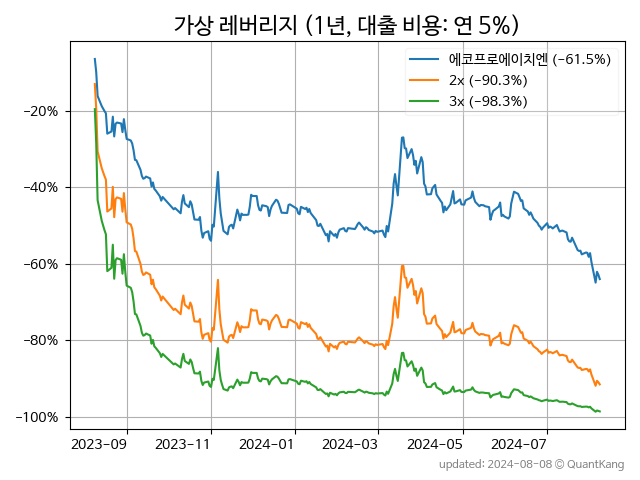 가상 레버리지 (1년, 대출 비용: 연 5%)
에코프로에이치엔 (−61.5%)
2x (−90.3%)
3x (−98.3%)
−20%
−40%
−60%
−80%
−100%
2023-09 2023-11 2024-01 2024-03 2024-05 2024-07
updated: 2024-08-08 © QuantKang